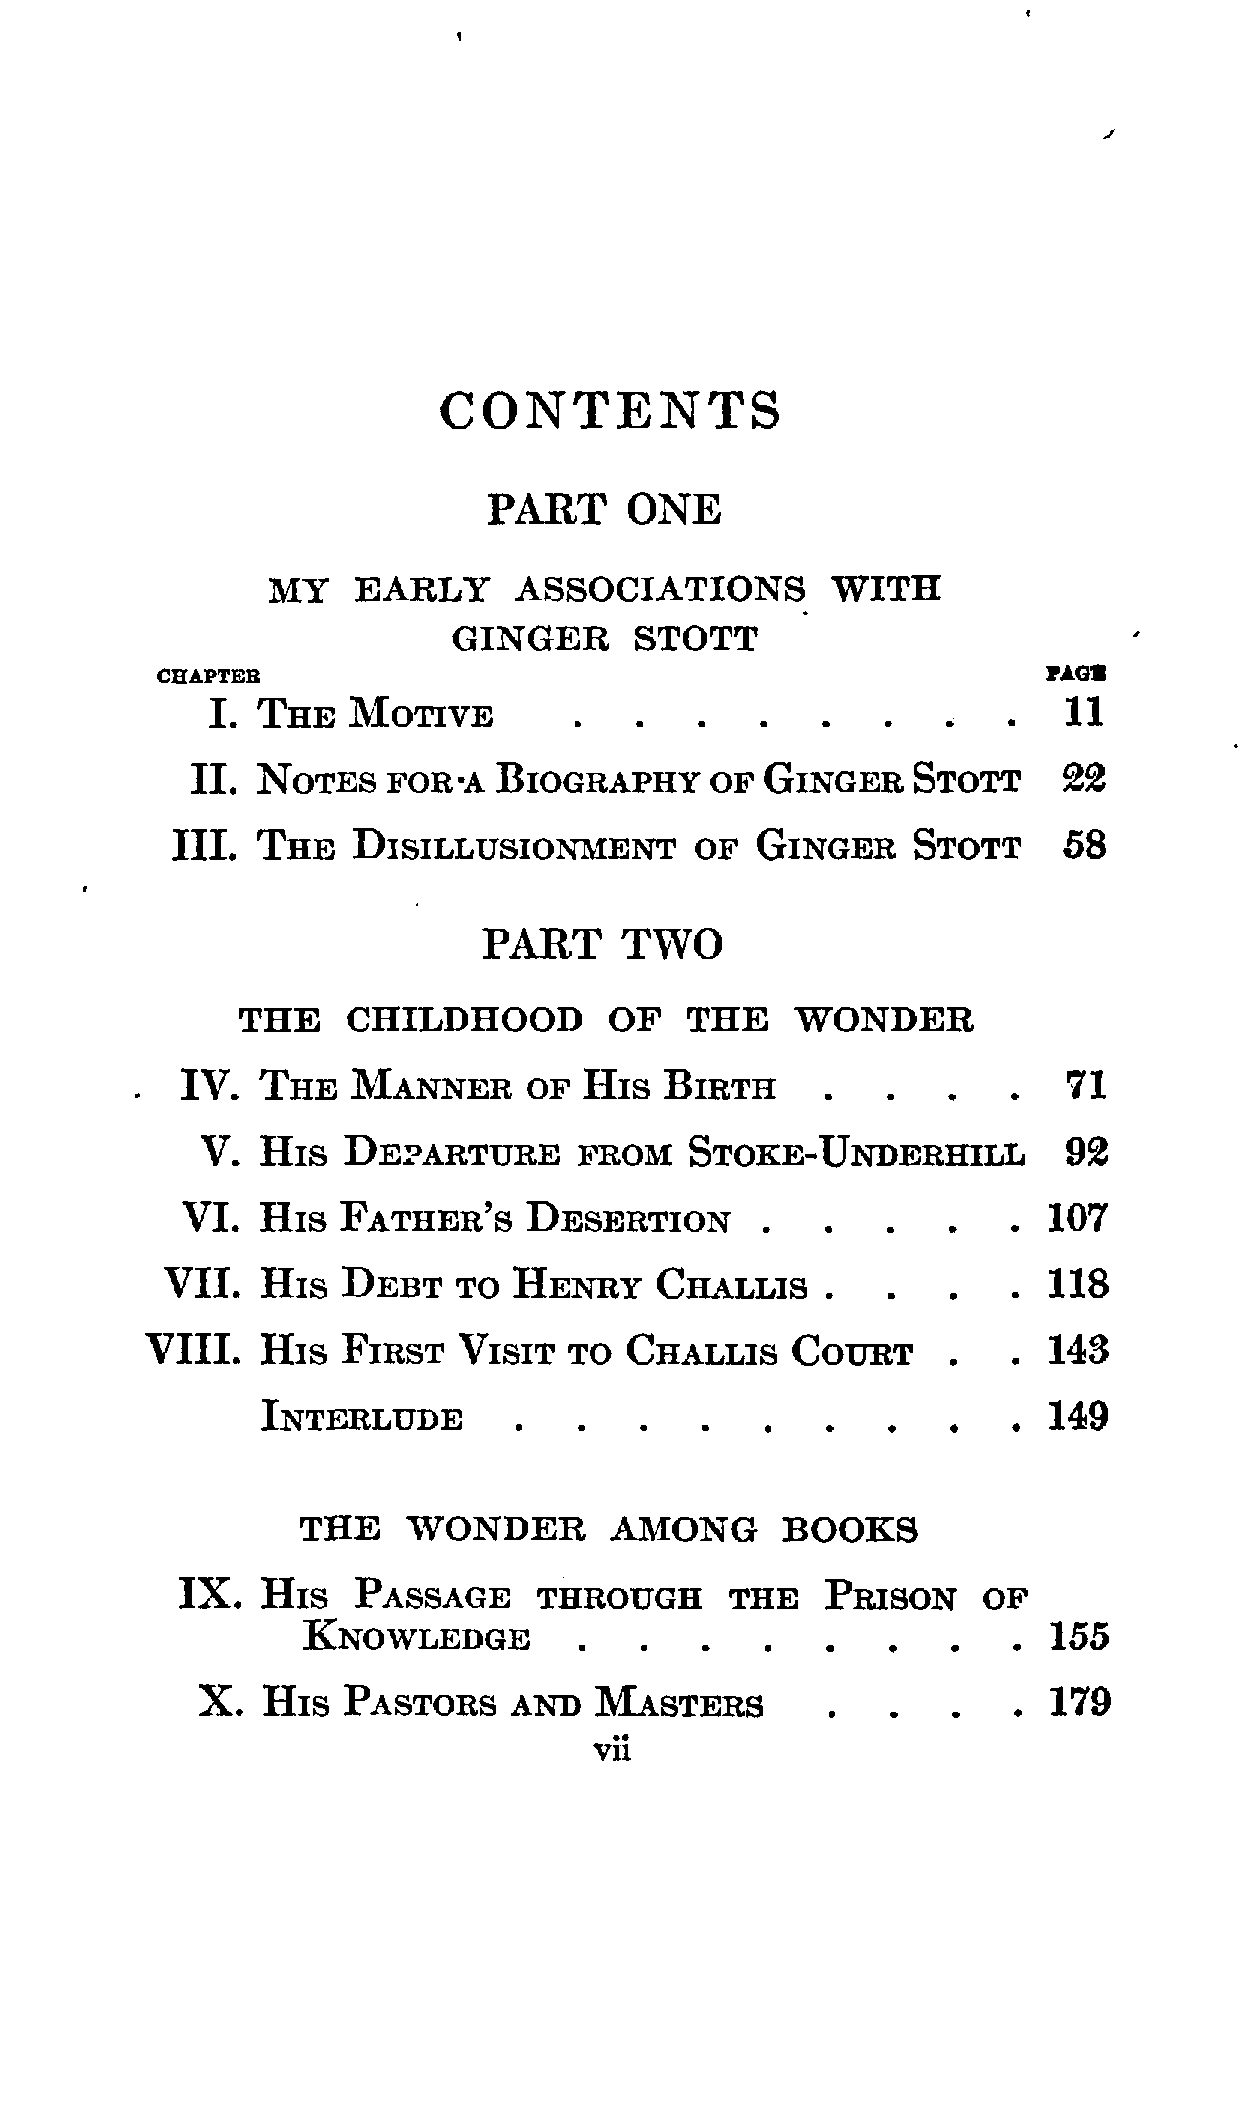 CONTENTS
PART ONE
MY EARLY ASSOCIATIONS WITH
GINGER STOTT
CHAPTER PAGE
I. THE MOTIVE . . . . . . . . 11
II. NOTES FOR A BIOGRAPHY OF GINGER STOTT 22
III. THE DISILLUSIONMENT OF GINGER STOTT 58
PART TWO
THE CHILDHOOD OF THE WONDER
IV. THE MANNER OF HIS BIRTH . . . . 71
V. HIS DEPARTURE FROM STOKE-UNDERHILL 92
VI. HIS FATHER'S DESERTION . . . . . 107
VII. HIS DEBT TO HENRY CHALLIS . . . . 118
VIII. HIS FIRST VISIT TO CHALLIS COURT . . 143
INTERLUDE . . . . . . . . . 149
THE WONDER AMONG BOOKS
IX. HIS PASSAGE THROUGH THE PRISON OF
KNOWLEDGE . . . . . . . . 155
X. HIS PASTORS AND MASTERS . . . . 179
vii